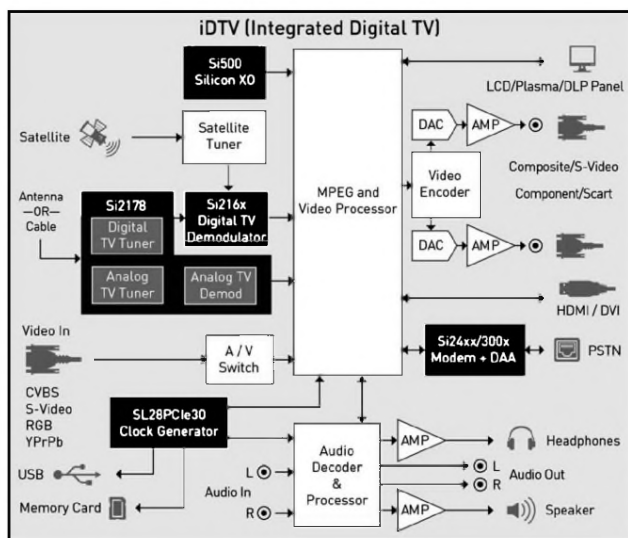 iDTV (Integrated Digital TV)
Si500
Silicon XO
LCD/Plasma/DLP Panel
Satellite
Satellite
Tuner
DAC
AMP
Composite/S-Video
Component/Scart
Video
Encoder
MPEG and
Video Processor
Antenna
—OR—
Cable
Si2178
Digital
TV Tuner
Si216x
Digital TV
Demodulator
Analog
TV Tuner
Analog TV
Demod
DAC
AMP
HDMI / DVI
Video In
A / V
Switch
Si24xx/300x
Modem + DAA
PSTN
CVBS
S-Video
RGB
YPrPb
SL28PCIe30
Clock Generator
USB
Memory Card
Audio In
L
R
Audio
Decoder
&
Processor
AMP
Headphones
L
R
Audio Out
AMP
Speaker